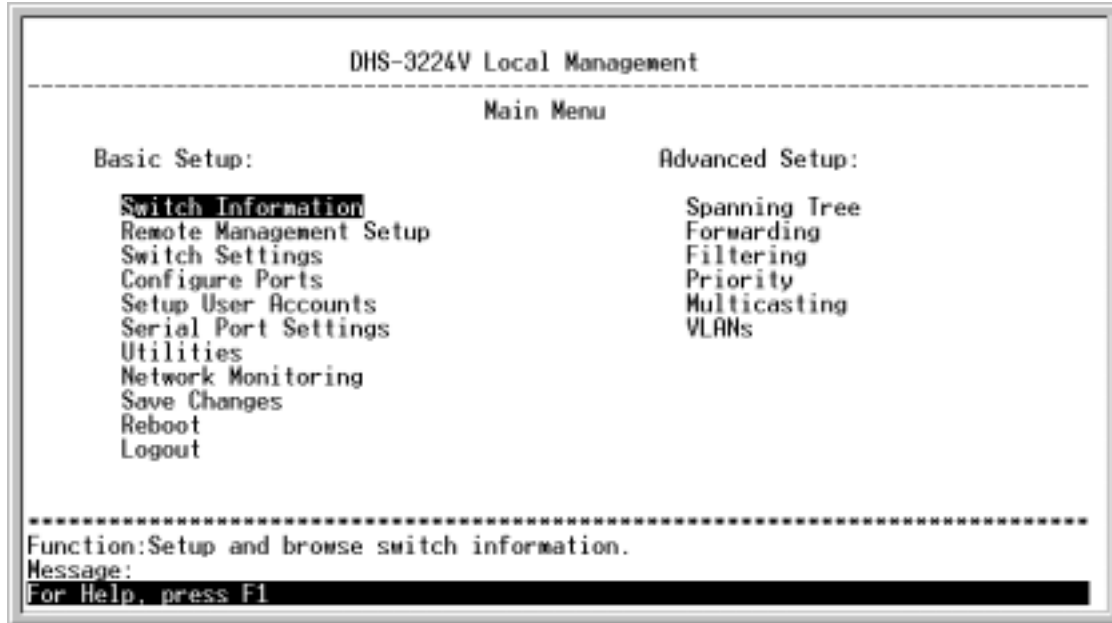 DHS-3224V Local Management
Main Menu
Basic Setup:
Switch Information
Remote Management Setup
Switch Settings
Configure Ports
Setup User Accounts
Serial Port Settings
Utilities
Network Monitoring
Save Changes
Reboot
Logout
Advanced Setup:
Spanning Tree
Forwarding
Filtering
Priority
Multicasting
VLANs
Function:Setup and browse switch information.
Message:
For Help, press F1